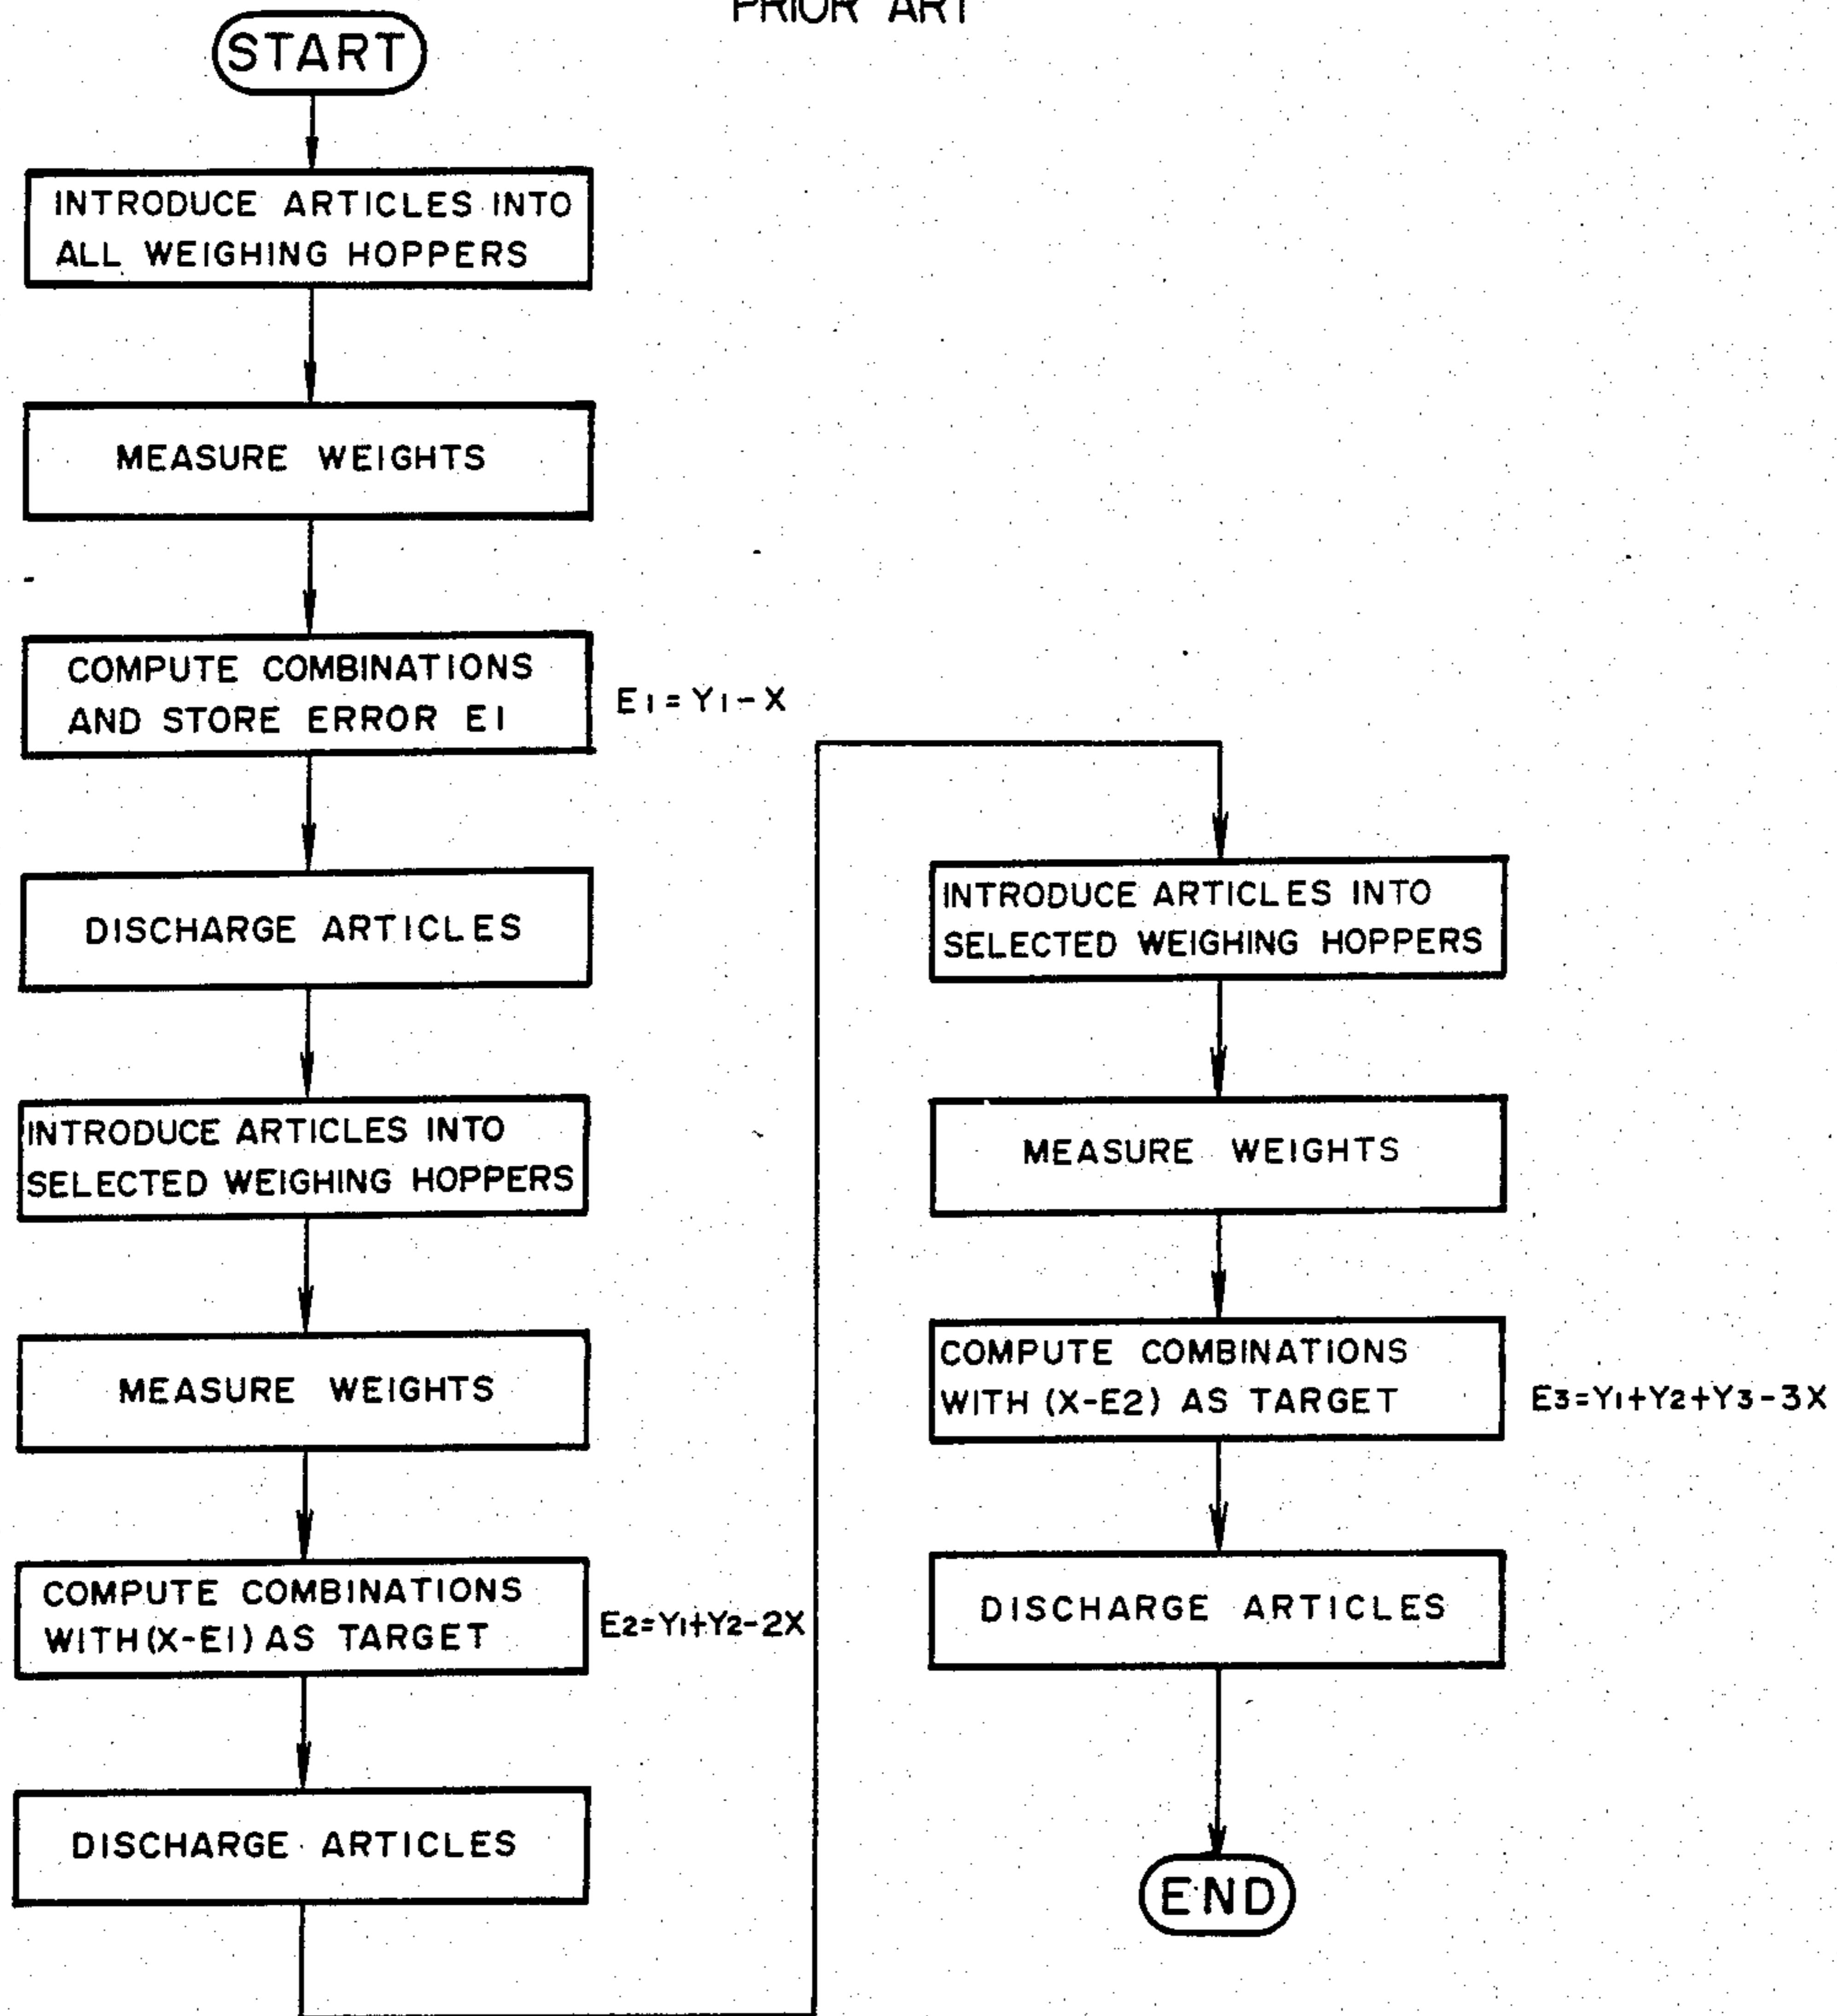 PRIOR ART
START
INTRODUCE ARTICLES INTO
ALL WEIGHING HOPPERS
MEASURE WEIGHTS
COMPUTE COMBINATIONS
AND STORE ERROR E1
E1=Y1-X
DISCHARGE ARTICLES
INTRODUCE ARTICLES INTO
SELECTED WEIGHING HOPPERS
MEASURE WEIGHTS
COMPUTE COMBINATIONS
WITH (X-E1) AS TARGET
E2=Y1+Y2-2X
DISCHARGE ARTICLES
INTRODUCE ARTICLES INTO
SELECTED WEIGHING HOPPERS
MEASURE WEIGHTS
COMPUTE COMBINATIONS
WITH (X-E2) AS TARGET
E3=Y1+Y2+Y3-3X
DISCHARGE ARTICLES
END